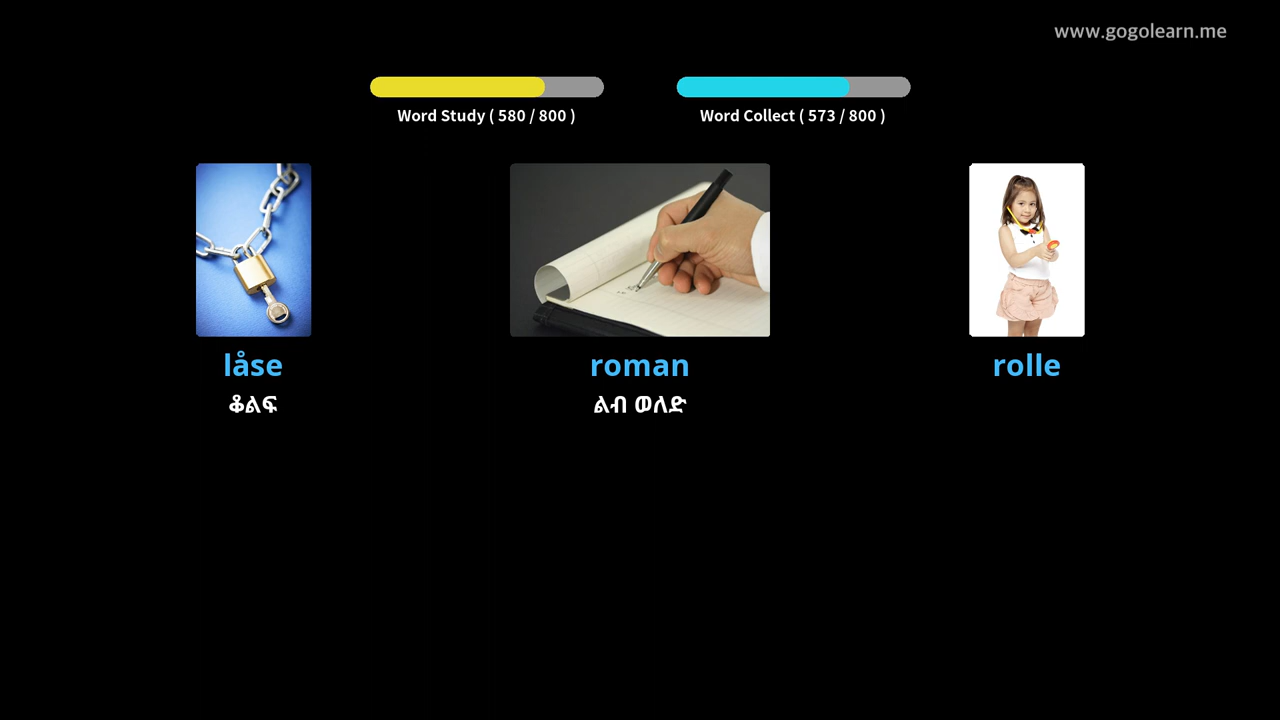 www.gogolearn.me
Word Study ( 580 / 800 )
Word Collect ( 573 / 800 )
låse
roman
rolle
ቆልፍ
ልብ ወለድ